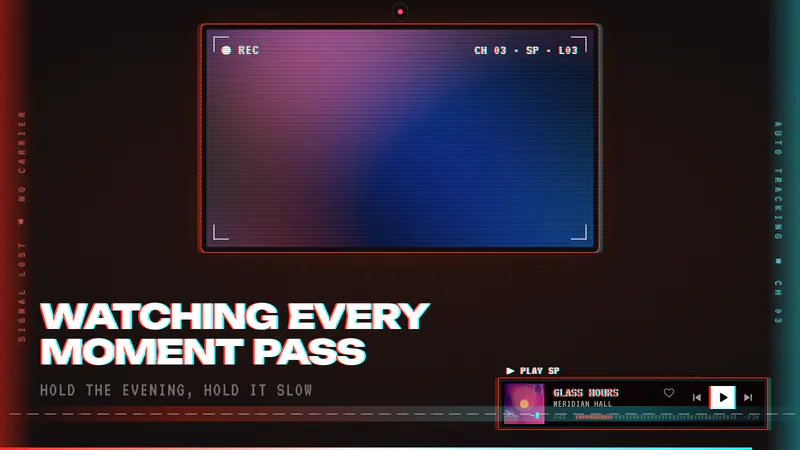 REC
CH 03 · SP · L03
SIGNAL LOST ■ NO CARRIER
AUTO TRACKING ■ CH 03
WATCHING EVERY
MOMENT PASS
HOLD THE EVENING, HOLD IT SLOW
▶ PLAY SP
GLASS HOURS
MERIDIAN HALL